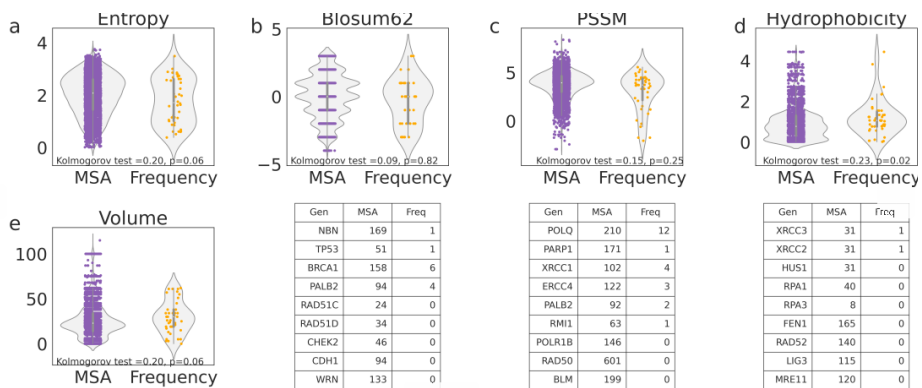 a Entropy
4
2
0
Kolmogorov test =0.20, p=0.06
MSA Frequency
b Blosum62
5
0
−5
Kolmogorov test =0.09, p=0.82
MSA Frequency
c PSSM
5
0
Kolmogorov test =0.15, p=0.25
MSA Frequency
d Hydrophobicity
4
2
0
Kolmogorov test =0.23, p=0.02
MSA Frequency
e Volume
100
50
0
Kolmogorov test =0.20, p=0.06
MSA Frequency
Gen MSA Freq
NBN 169 1
TP53 51 1
BRCA1 158 6
PALB2 94 4
RAD51C 24 0
RAD51D 34 0
CHEK2 46 0
CDH1 94 0
WRN 133 0
Gen MSA Freq
POLQ 210 12
PARP1 171 1
XRCC1 102 4
ERCC4 122 3
PALB2 92 2
RMI1 63 1
POLR1B 146 0
RAD50 601 0
BLM 199 0
Gen MSA Freq
XRCC3 31 1
XRCC2 31 1
HUS1 31 0
RPA1 40 0
RPA3 8 0
FEN1 165 0
RAD52 140 0
LIG3 115 0
MRE11 120 0